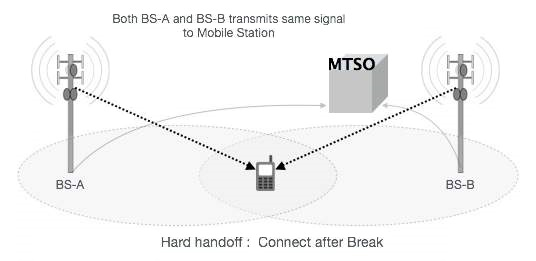 Both BS-A and BS-B transmits same signal
to Mobile Station
MTSO
BS-A
BS-B
Hard handoff : Connect after Break